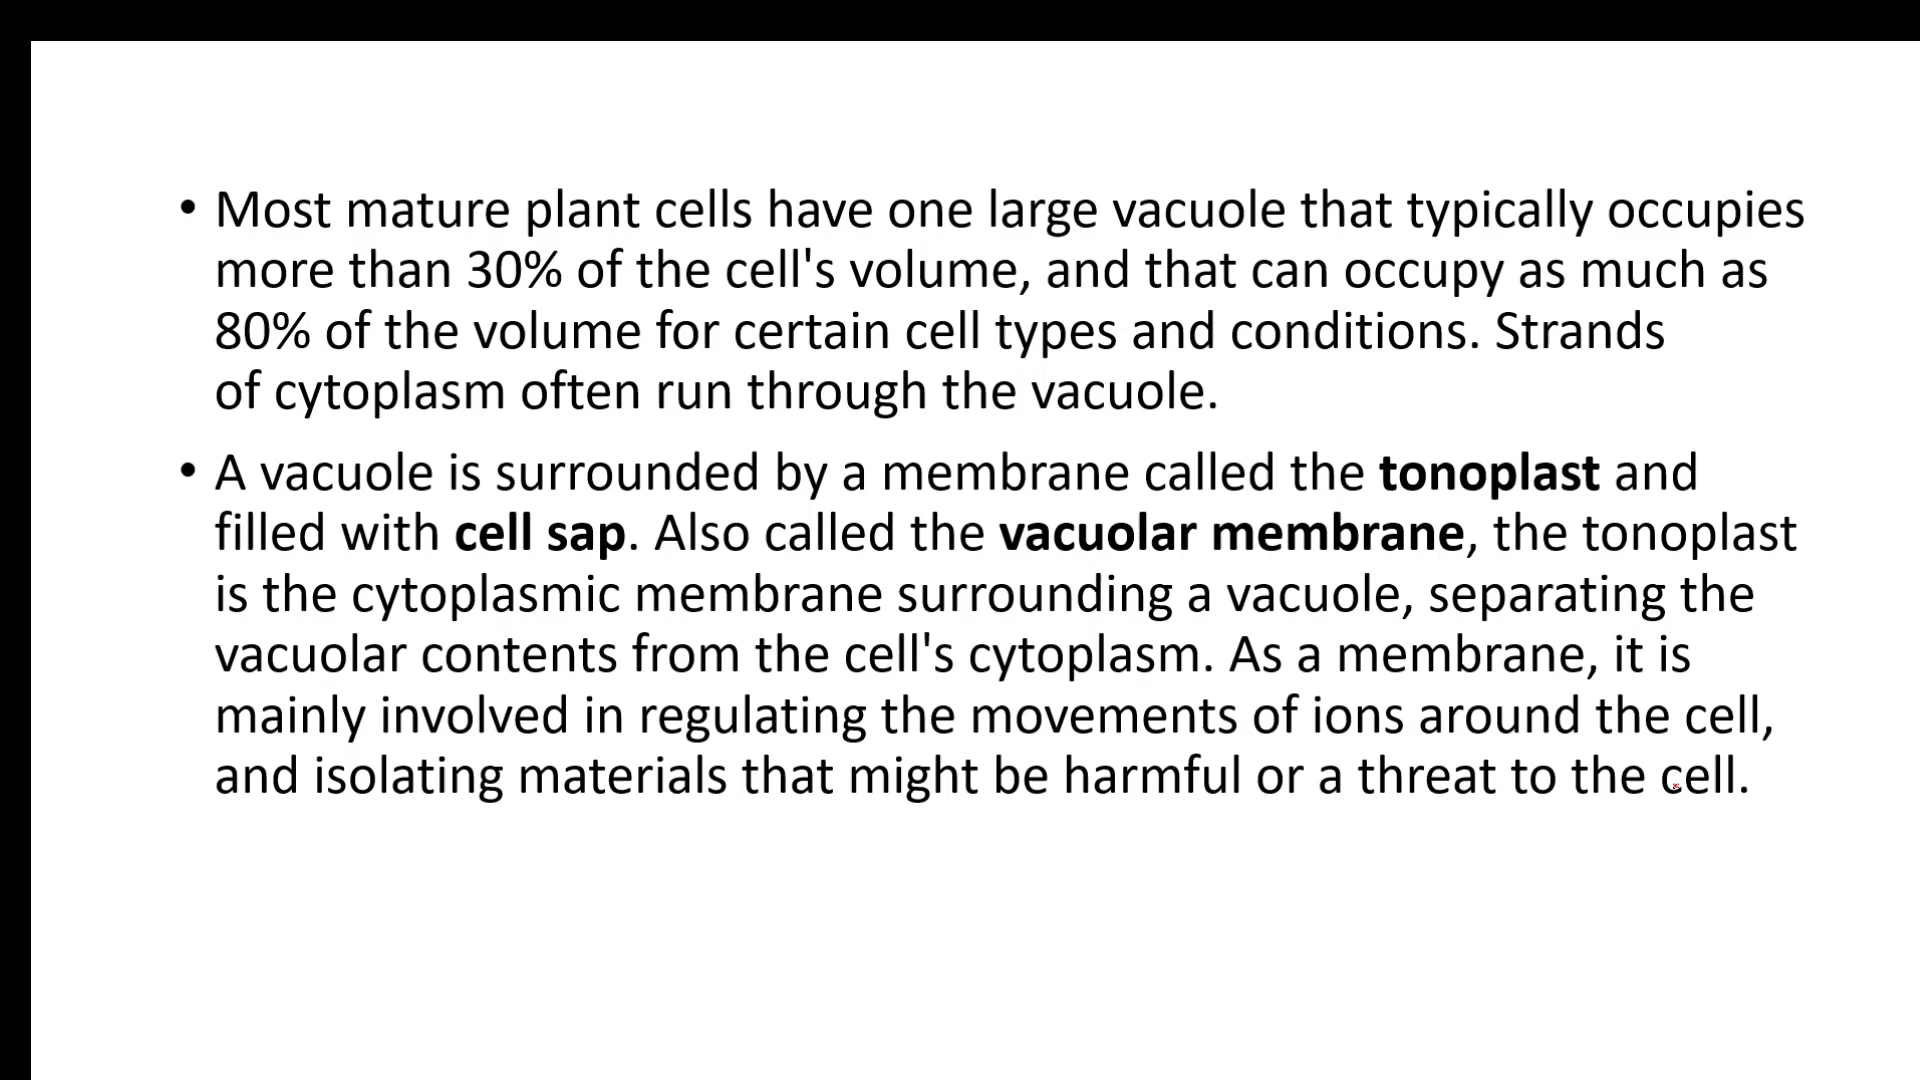 • Most mature plant cells have one large vacuole that typically occupies
more than 30% of the cell's volume, and that can occupy as much as
80% of the volume for certain cell types and conditions. Strands
of cytoplasm often run through the vacuole.
• A vacuole is surrounded by a membrane called the tonoplast and
filled with cell sap. Also called the vacuolar membrane, the tonoplast
is the cytoplasmic membrane surrounding a vacuole, separating the
vacuolar contents from the cell's cytoplasm. As a membrane, it is
mainly involved in regulating the movements of ions around the cell,
and isolating materials that might be harmful or a threat to the cell.